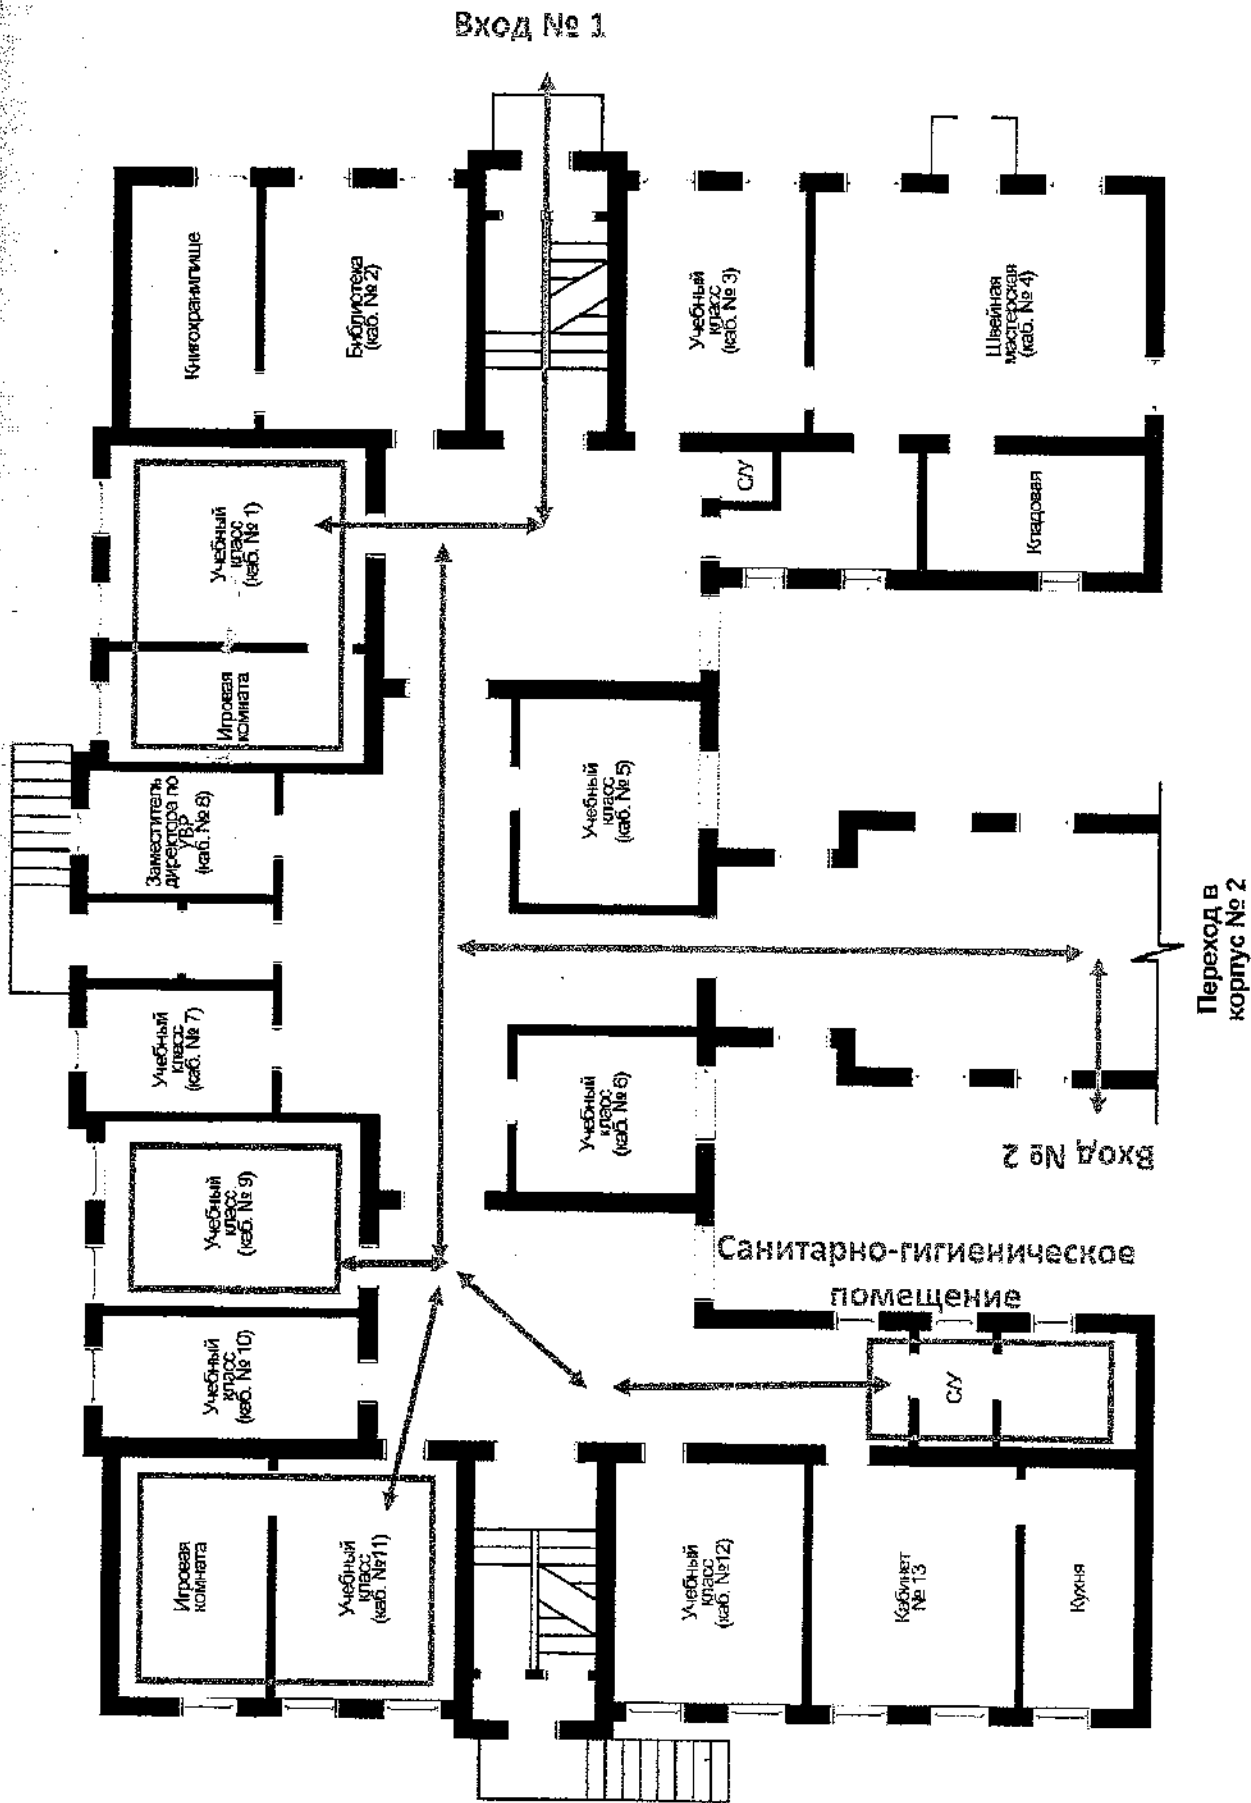 Вход № 1
Книгохранилище
Библиотека
(каб. № 2)
Учебный
класс
(каб. № 3)
Швейная
мастерская
(каб. № 4)
С/У
Кладовая
Учебный
класс
(каб. № 1)
Игровая
комната
Заместитель
директора по
УВР
(каб. № 8)
Учебный
класс
(каб. № 5)
Учебный
класс
(каб. № 7)
Переход в
корпус № 2
Учебный
класс
(каб. № 6)
Вход № 2
Учебный
класс
(каб. № 9)
Санитарно-гигиеническое
помещение
Учебный
класс
(каб. № 10)
С/У
Игровая
комната
Учебный
класс
(каб. №11)
Учебный
класс
(каб. №12)
Кабинет
№ 13
Кухня